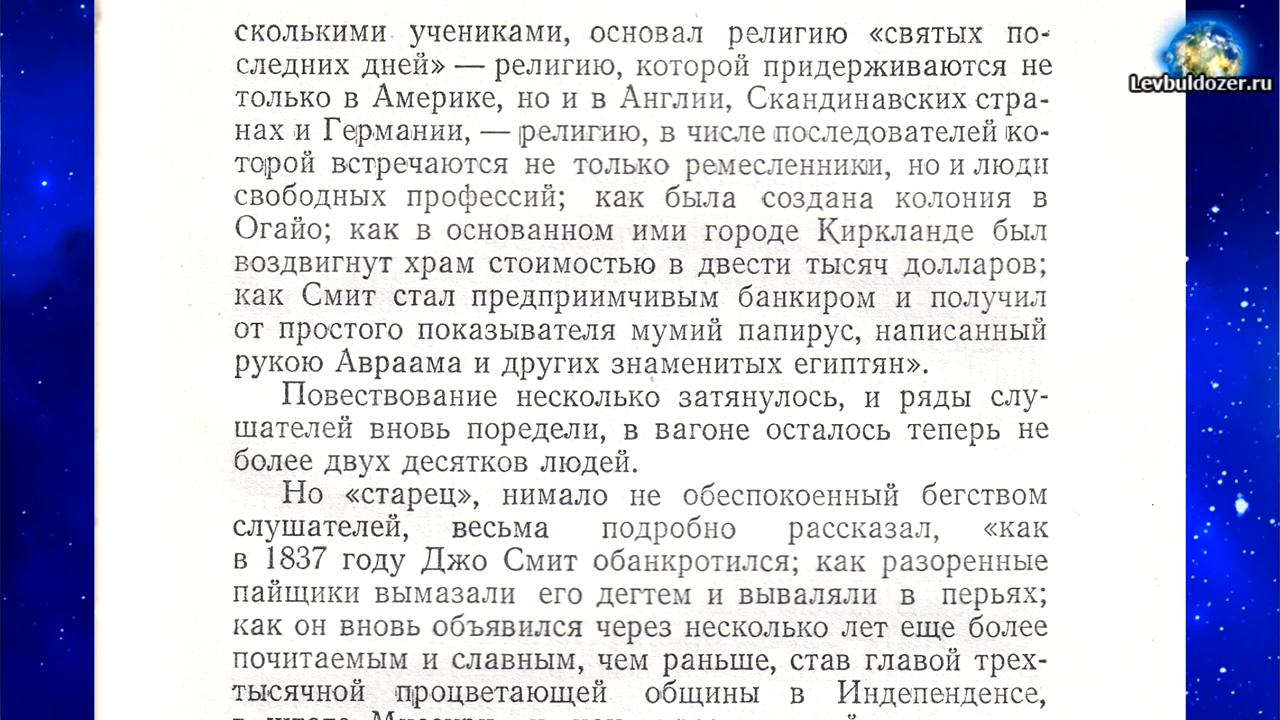 сколькими учениками, основал религию «святых по-
следних дней» — религию, которой придерживаются не
только в Америке, но и в Англии, Скандинавских стра-
нах и Германии, — религию, в числе последователей ко-
торой встречаются не только ремесленники, но и люди
свободных профессий; как была создана колония в
Огайо; как в основанном ими городе Киркланде был
воздвигнут храм стоимостью в двести тысяч долларов;
как Смит стал предприимчивым банкиром и получил
от простого показывателя мумий папирус, написанный
рукою Авраама и других знаменитых египтян».
Повествование несколько затянулось, и ряды слу-
шателей вновь поредели, в вагоне осталось теперь не
более двух десятков людей.
Но «старец», нимало не обеспокоенный бегством
слушателей, весьма подробно рассказал, «как
в 1837 году Джо Смит обанкротился; как разоренные
пайщики вымазали его дегтем и вываляли в перьях;
как он вновь объявился через несколько лет еще более
почитаемым и славным, чем раньше, став главой трех-
тысячной процветающей общины в Индепенденсе,
Levbuldozer.ru